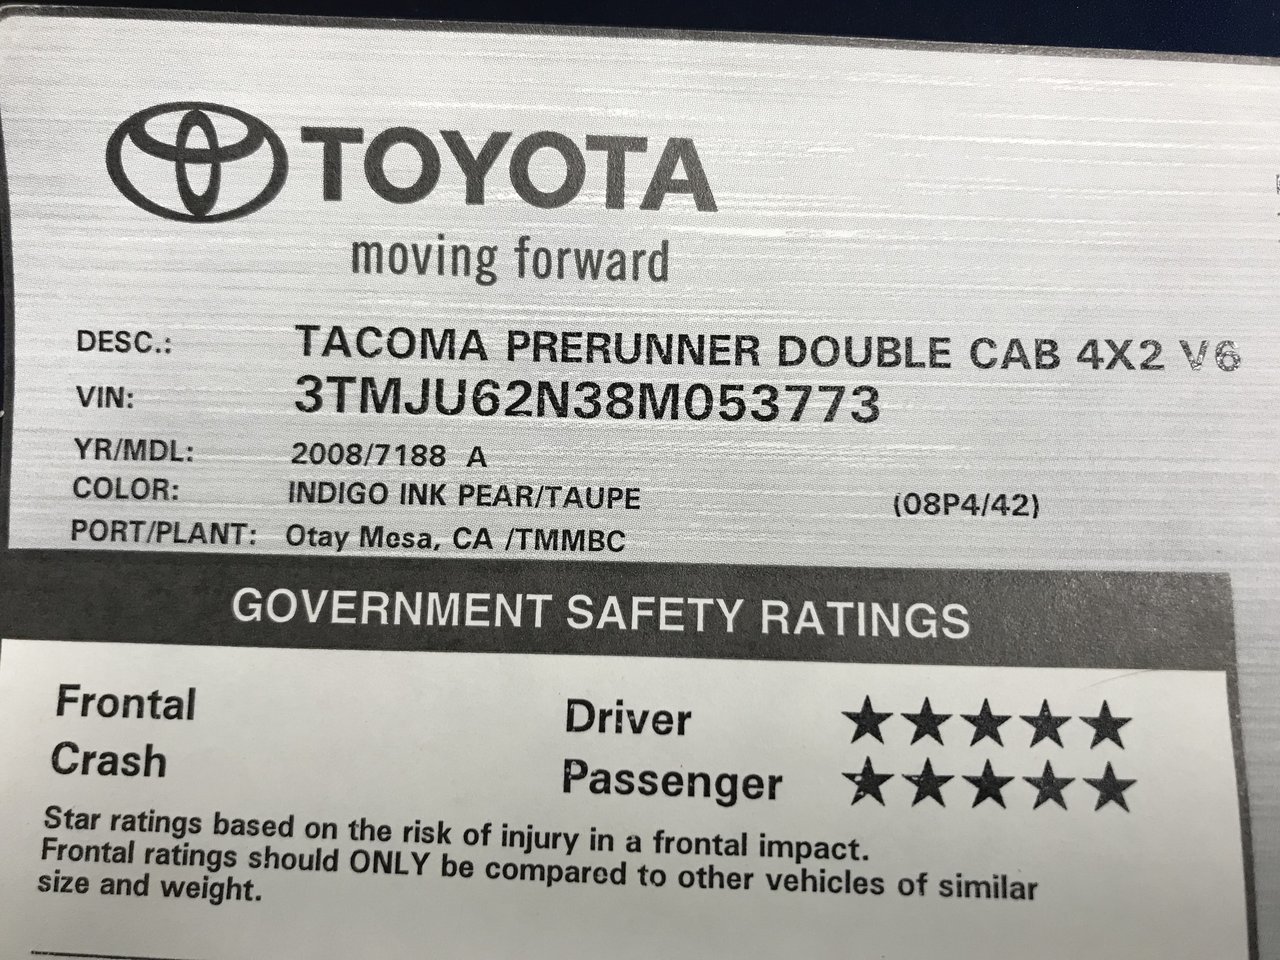 TOYOTA
moving forward
DESC.: TACOMA PRERUNNER DOUBLE CAB 4X2 V6
VIN: 3TMJU62N38M053773
YR/MDL: 2008/7188 A
COLOR: INDIGO INK PEAR/TAUPE (08P4/42)
PORT/PLANT: Otay Mesa, CA /TMMBC
GOVERNMENT SAFETY RATINGS
Frontal Driver ★★★★★
Crash Passenger ★★★★★
Star ratings based on the risk of injury in a frontal impact.
Frontal ratings should ONLY be compared to other vehicles of similar
size and weight.